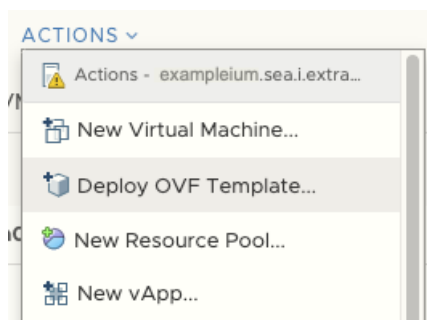 ACTIONS
Actions - exampleium.sea.i.extra...
New Virtual Machine...
Deploy OVF Template...
New Resource Pool...
New vApp...